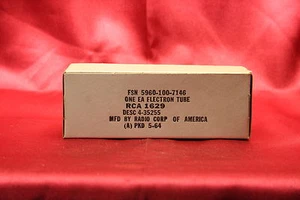 FSN 5960-100-7146
ONE EA ELECTRON TUBE
RCA 1629
DESC 4-35255
MFD BY RADIO CORP OF AMERICA
(A) PKD 5-64